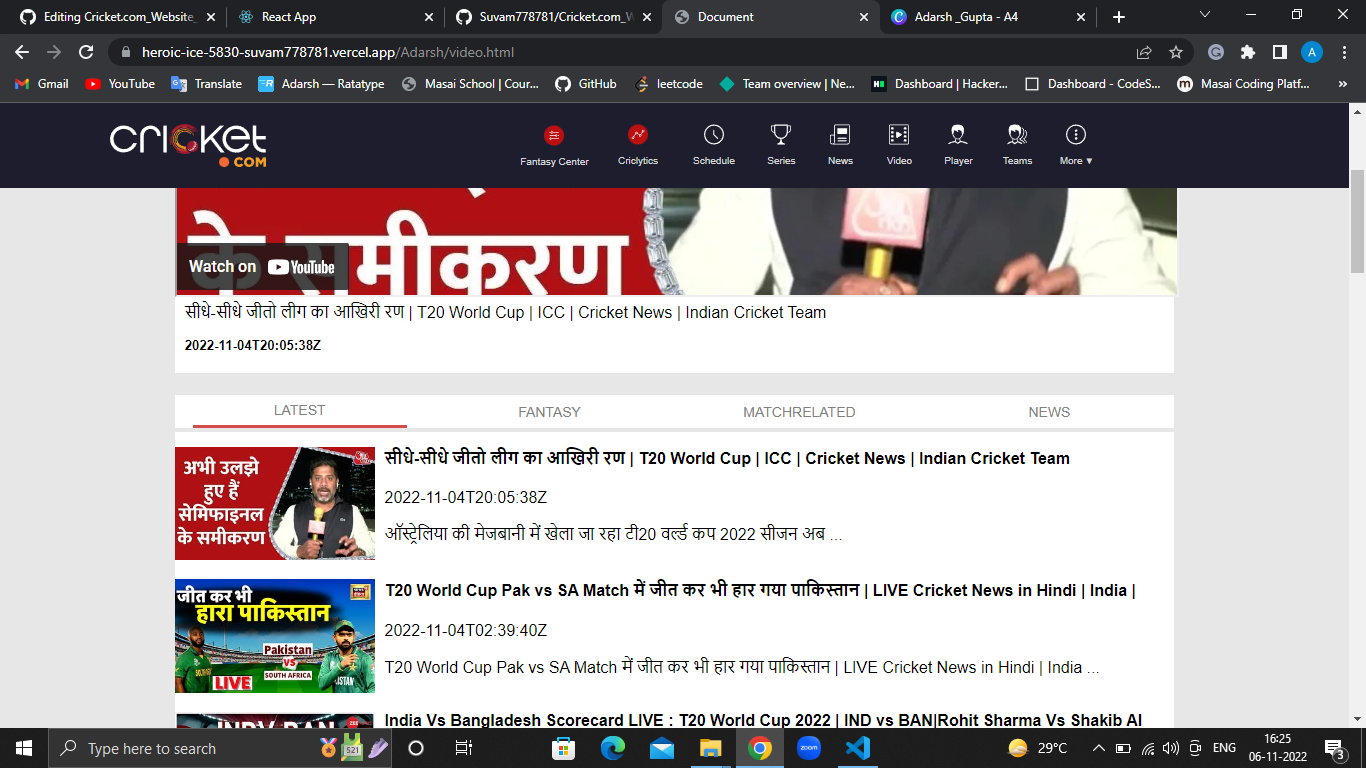 Editing Cricket.com_Website_
React App
Suvam778781/Cricket.com_W
Document
Adarsh _Gupta - A4
heroic-ice-5830-suvam778781.vercel.app/Adarsh/video.html
A
Gmail
YouTube
Translate
Adarsh — Ratatype
Masai School | Cour...
GitHub
leetcode
Team overview | Ne...
Dashboard | Hacker...
Dashboard - CodeS...
Masai Coding Platf...
»
cricket
.COM
Fantasy Center
Criclytics
Schedule
Series
News
Video
Player
Teams
More ▼
के समीकरण
Watch on YouTube
सीधे-सीधे जीतो लीग का आखिरी रण | T20 World Cup | ICC | Cricket News | Indian Cricket Team
2022-11-04T20:05:38Z
LATEST
FANTASY
MATCHRELATED
NEWS
अभी उलझे
हुए हैं
सेमिफाइनल
के समीकरण
सीधे-सीधे जीतो लीग का आखिरी रण | T20 World Cup | ICC | Cricket News | Indian Cricket Team
2022-11-04T20:05:38Z
ऑस्ट्रेलिया की मेजबानी में खेला जा रहा टी20 वर्ल्ड कप 2022 सीजन अब ...
जीत कर भी
हारा पाकिस्तान
Pakistan
VS
SOUTH AFRICA
LIVE
T20 World Cup Pak vs SA Match में जीत कर भी हार गया पाकिस्तान | LIVE Cricket News in Hindi | India |
2022-11-04T02:39:40Z
T20 World Cup Pak vs SA Match में जीत कर भी हार गया पाकिस्तान | LIVE Cricket News in Hindi | India ...
India Vs Bangladesh Scorecard LIVE : T20 World Cup 2022 | IND vs BAN|Rohit Sharma Vs Shakib Al
Type here to search
521
zoom
29°C
ENG
16:25
06-11-2022
3